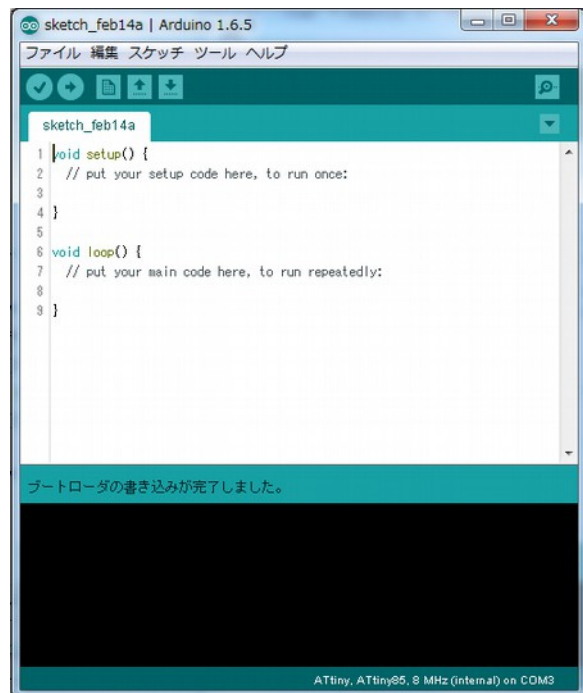 sketch_feb14a | Arduino 1.6.5
ファイル 編集 スケッチ ツール ヘルプ
sketch_feb14a
1 void setup() {
2 // put your setup code here, to run once:
3
4 }
5
6 void loop() {
7 // put your main code here, to run repeatedly:
8
9 }
ブートローダの書き込みが完了しました。
ATtiny, ATtiny85, 8 MHz (internal) on COM3